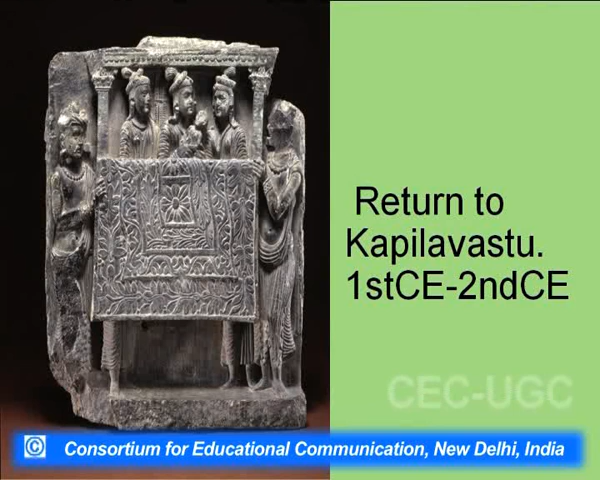 Return to
Kapilavastu.
1stCE-2ndCE
CEC-UGC
© Consortium for Educational Communication, New Delhi, India